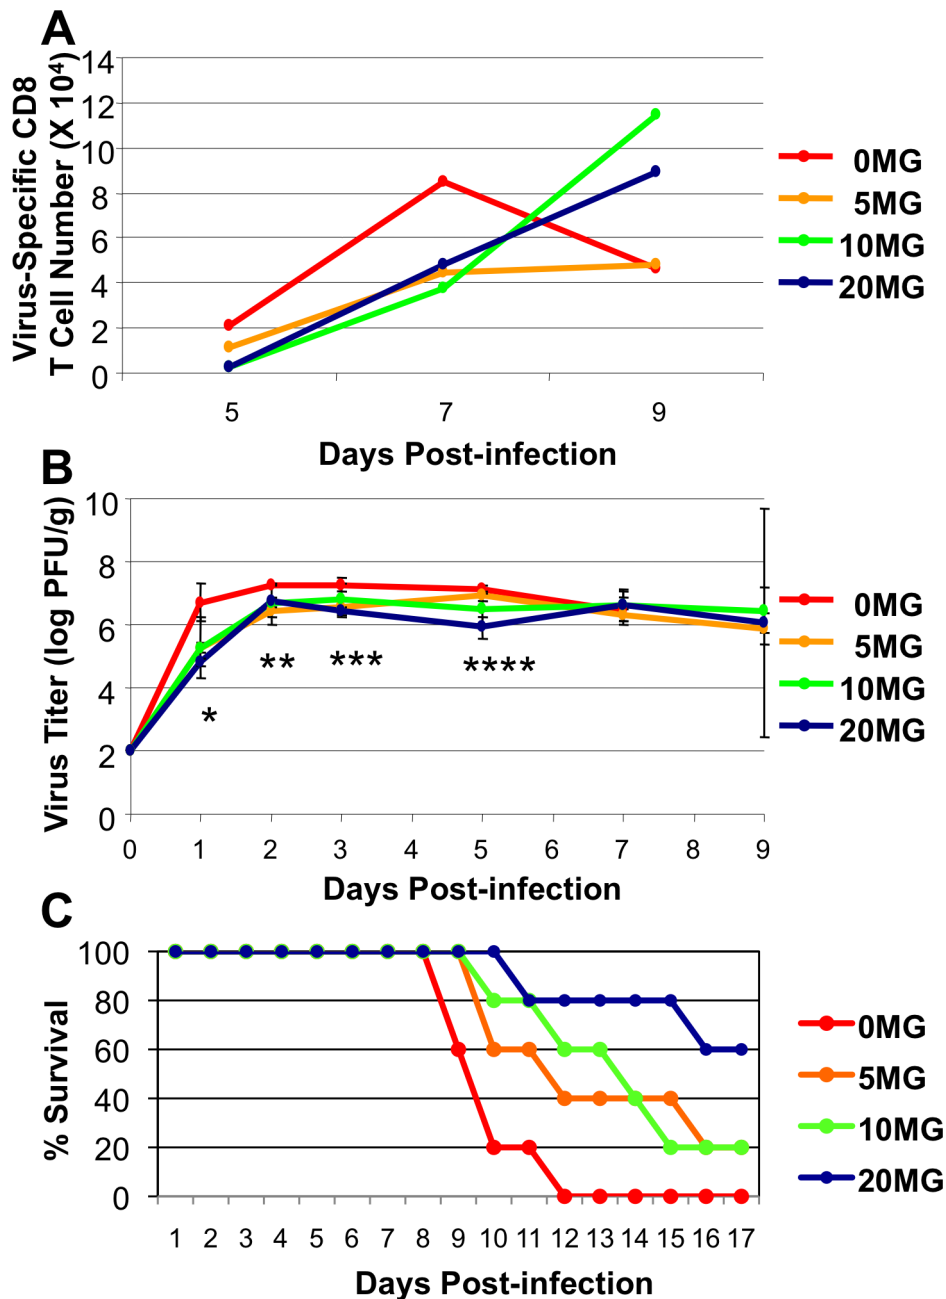 A
Virus-Specific CD8
T Cell Number (X 10⁴)
14
12
10
8
6
4
2
0
5 7 9
Days Post-infection
0MG
5MG
10MG
20MG
B
Virus Titer (log PFU/g)
10
8
6
4
2
0
*
**
***
****
0 1 2 3 4 5 6 7 8 9
Days Post-infection
0MG
5MG
10MG
20MG
C
% Survival
100
80
60
40
20
0
1 2 3 4 5 6 7 8 9 10 11 12 13 14 15 16 17
Days Post-infection
0MG
5MG
10MG
20MG